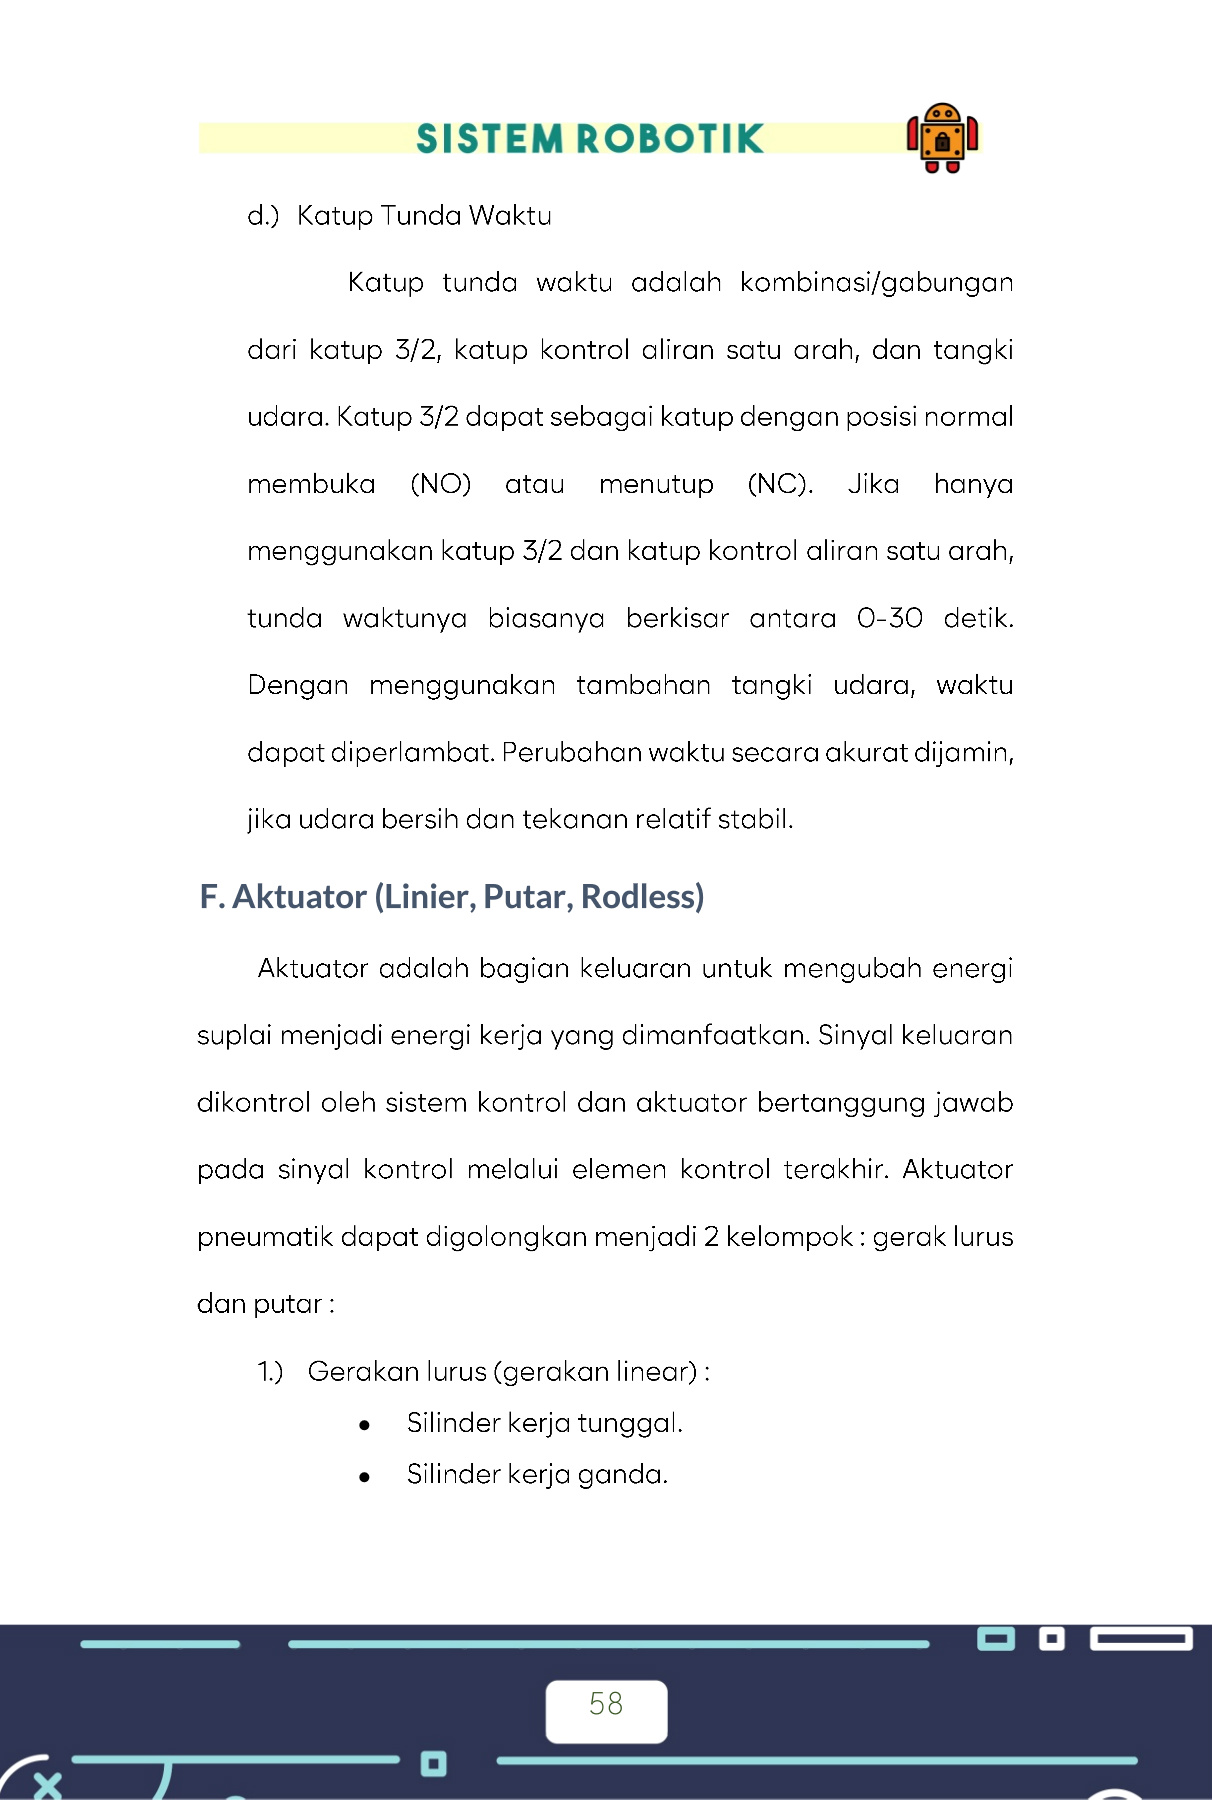 SISTEM ROBOTIK
d.) Katup Tunda Waktu
Katup tunda waktu adalah kombinasi/gabungan
dari katup 3/2, katup kontrol aliran satu arah, dan tangki
udara. Katup 3/2 dapat sebagai katup dengan posisi normal
membuka (NO) atau menutup (NC). Jika hanya
menggunakan katup 3/2 dan katup kontrol aliran satu arah,
tunda waktunya biasanya berkisar antara 0-30 detik.
Dengan menggunakan tambahan tangki udara, waktu
dapat diperlambat. Perubahan waktu secara akurat dijamin,
jika udara bersih dan tekanan relatif stabil.
F. Aktuator (Linier, Putar, Rodless)
Aktuator adalah bagian keluaran untuk mengubah energi
suplai menjadi energi kerja yang dimanfaatkan. Sinyal keluaran
dikontrol oleh sistem kontrol dan aktuator bertanggung jawab
pada sinyal kontrol melalui elemen kontrol terakhir. Aktuator
pneumatik dapat digolongkan menjadi 2 kelompok : gerak lurus
dan putar :
1.) Gerakan lurus (gerakan linear) :
• Silinder kerja tunggal.
• Silinder kerja ganda.
58